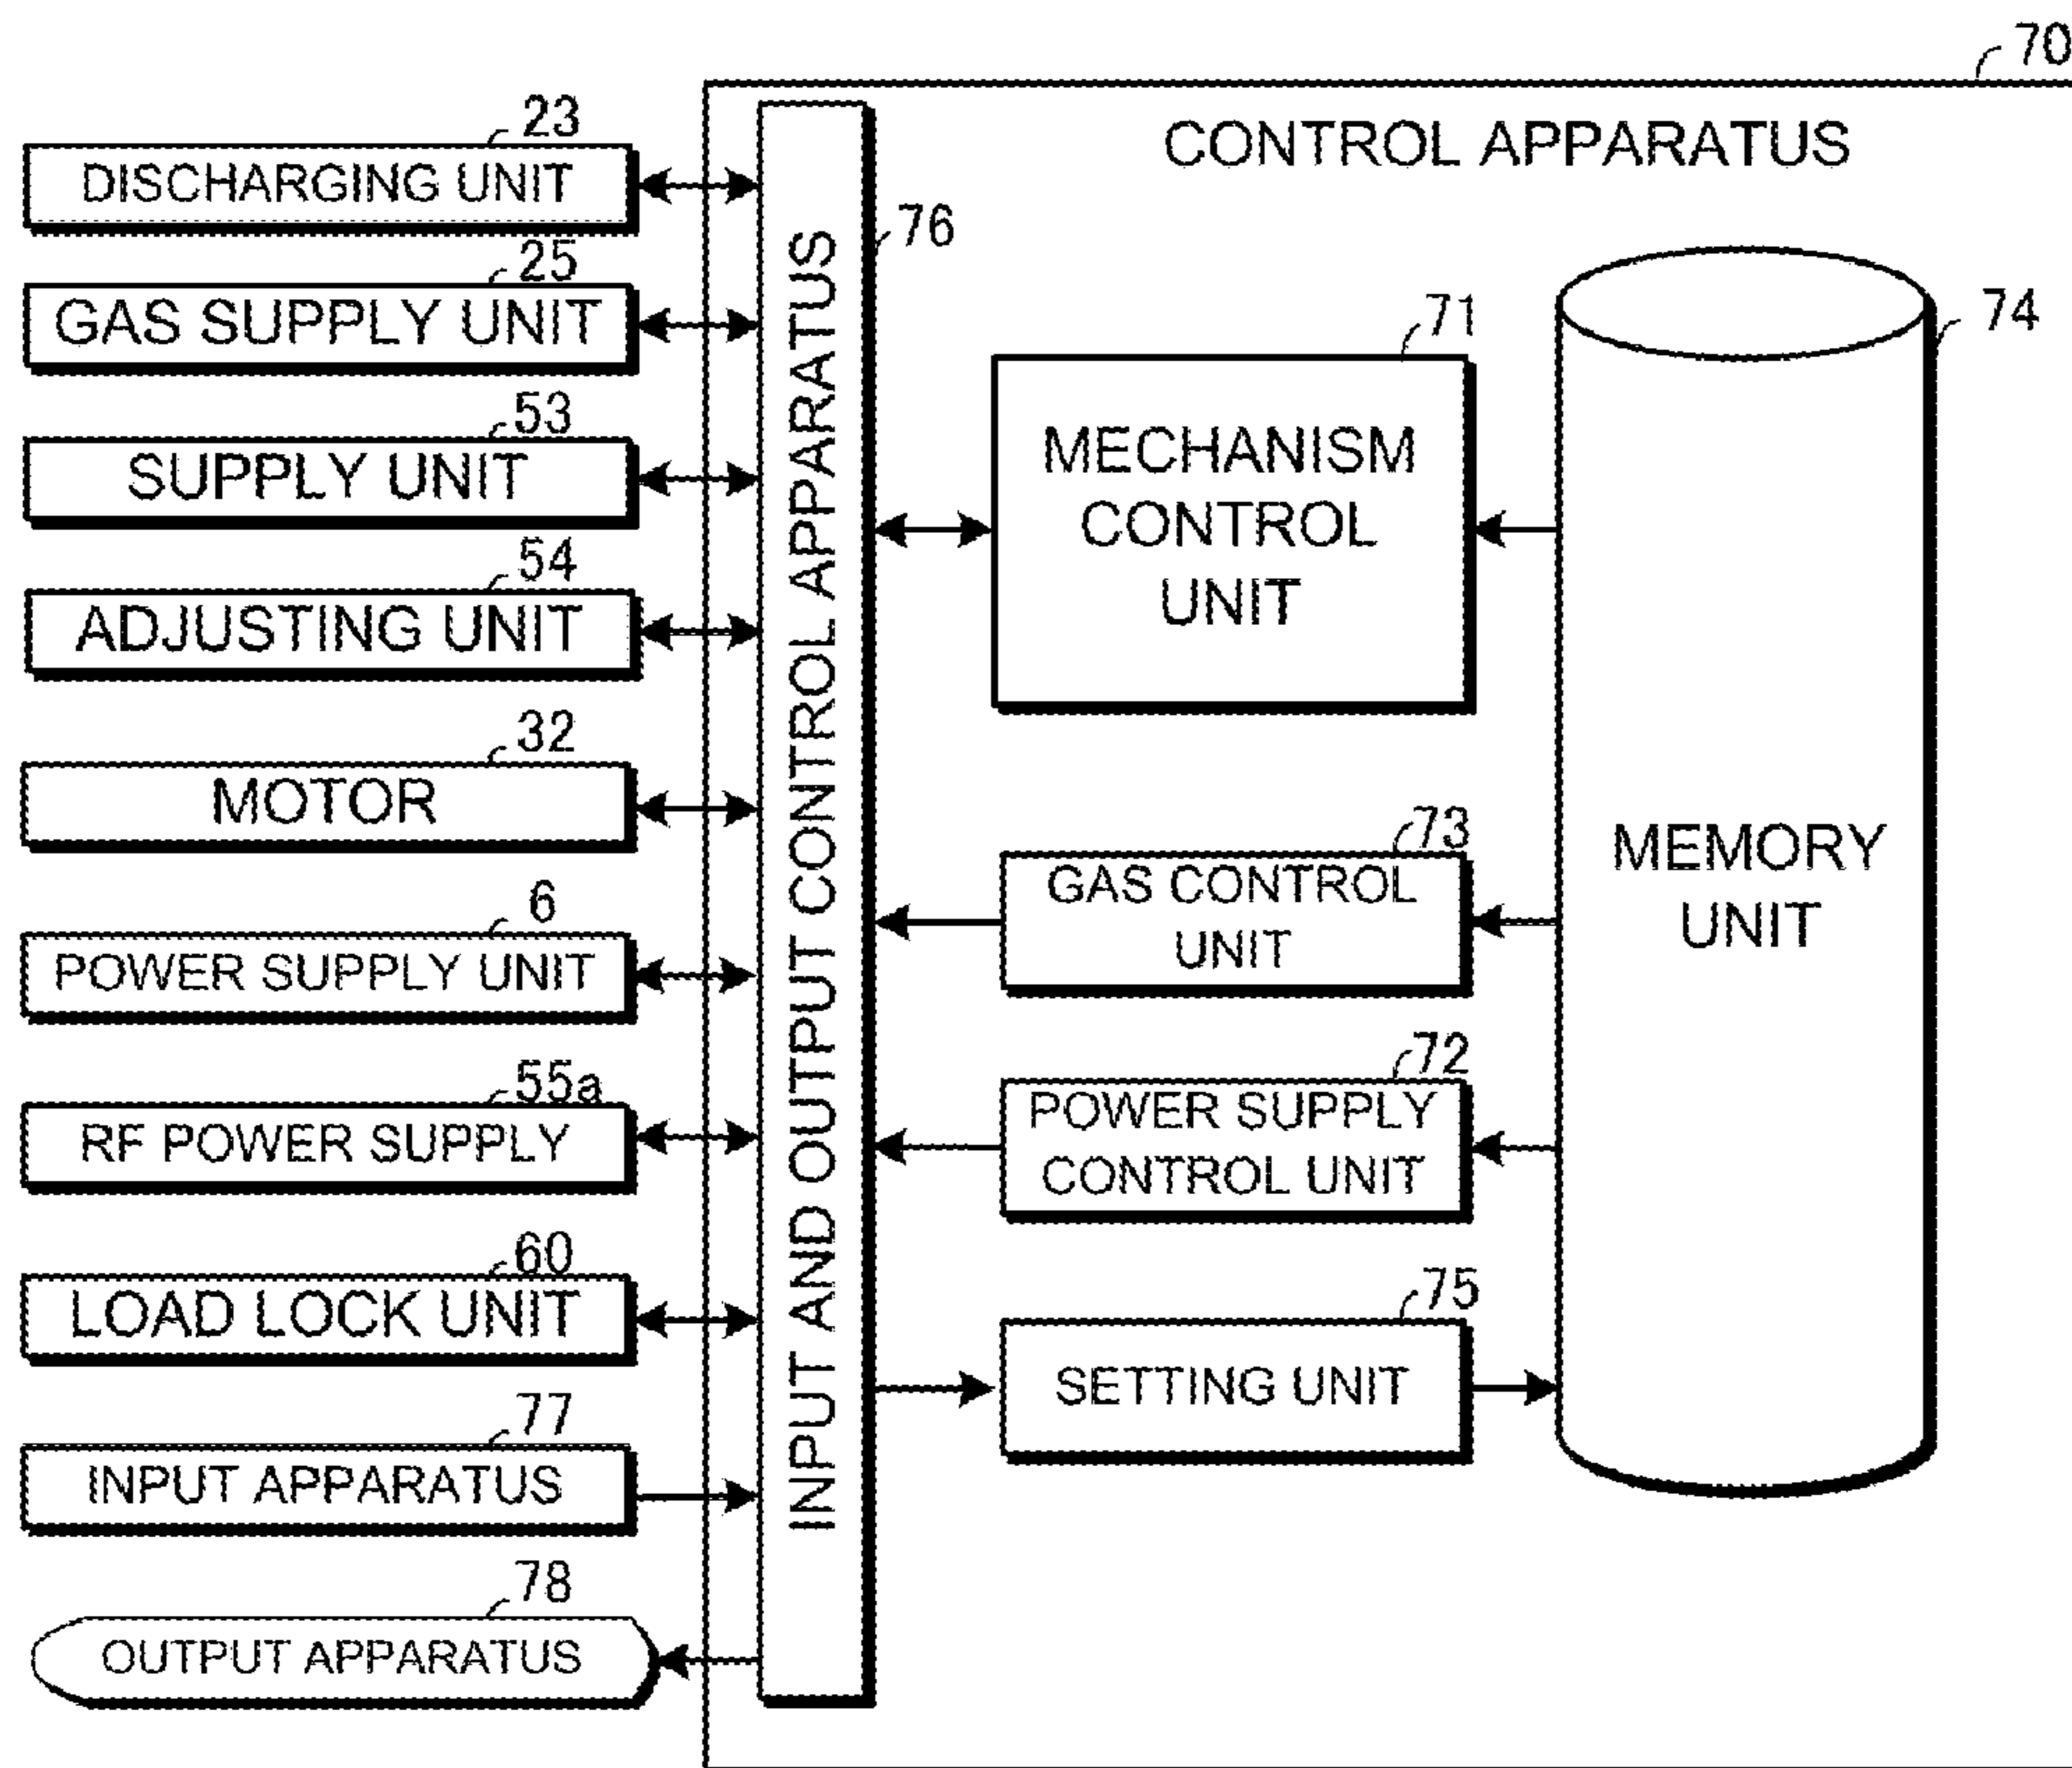 70
CONTROL APPARATUS
23
DISCHARGING UNIT
25
GAS SUPPLY UNIT
53
SUPPLY UNIT
54
ADJUSTING UNIT
32
MOTOR
6
POWER SUPPLY UNIT
55a
RF POWER SUPPLY
60
LOAD LOCK UNIT
77
INPUT APPARATUS
78
OUTPUT APPARATUS
76
INPUT AND OUTPUT CONTROL APPARATUS
71
MECHANISM
CONTROL
UNIT
73
GAS CONTROL
UNIT
72
POWER SUPPLY
CONTROL UNIT
75
SETTING UNIT
74
MEMORY
UNIT